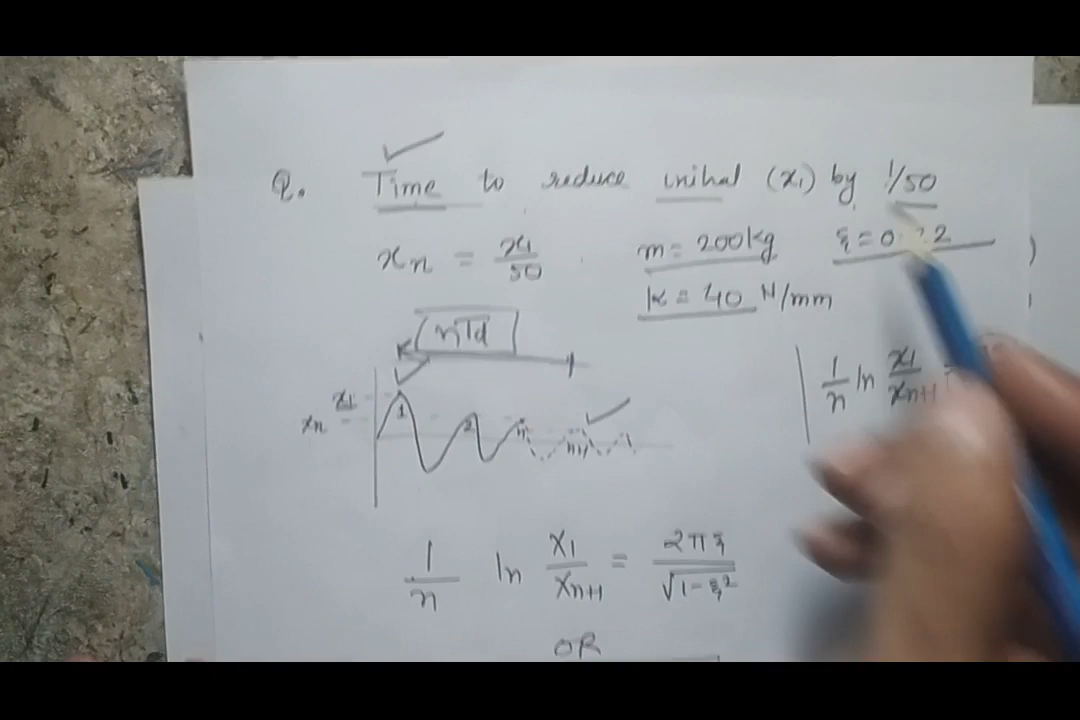 Q. Time to reduce initial (x₁) by 1/50
xₙ = x₁/50 m = 200kg
k = 40 N/mm
nTd
1/n ln x₁/xₙ₊₁
x₁
xₙ
1 2 n n+1
1/n ln x₁/xₙ₊₁ = 2πξ/√1-ξ²
OR